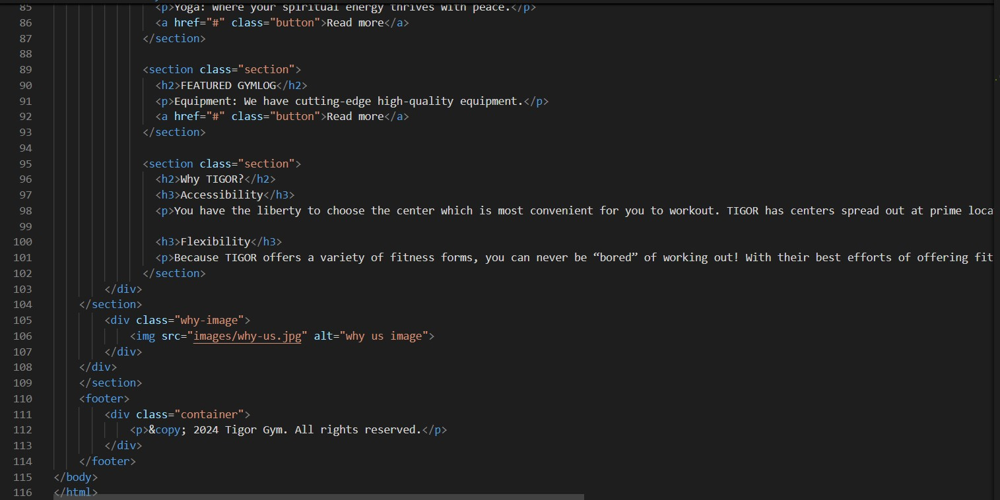 85 <p>Yoga: Where your spiritual energy thrives with peace.</p>
86 <a href="#" class="button">Read more</a>
87 </section>
88
89 <section class="section">
90 <h2>FEATURED GYMLOG</h2>
91 <p>Equipment: We have cutting-edge high-quality equipment.</p>
92 <a href="#" class="button">Read more</a>
93 </section>
94
95 <section class="section">
96 <h2>Why TIGOR?</h2>
97 <h3>Accessibility</h3>
98 <p>You have the liberty to choose the center which is most convenient for you to workout. TIGOR has centers spread out at prime loca
99
100 <h3>Flexibility</h3>
101 <p>Because TIGOR offers a variety of fitness forms, you can never be “bored” of working out! With their best efforts of offering fit
102 </section>
103 </div>
104 </section>
105 <div class="why-image">
106 <img src="images/why-us.jpg" alt="why us image">
107 </div>
108 </div>
109 </section>
110 <footer>
111 <div class="container">
112 <p>&copy; 2024 Tigor Gym. All rights reserved.</p>
113 </div>
114 </footer>
115 </body>
116 </html>